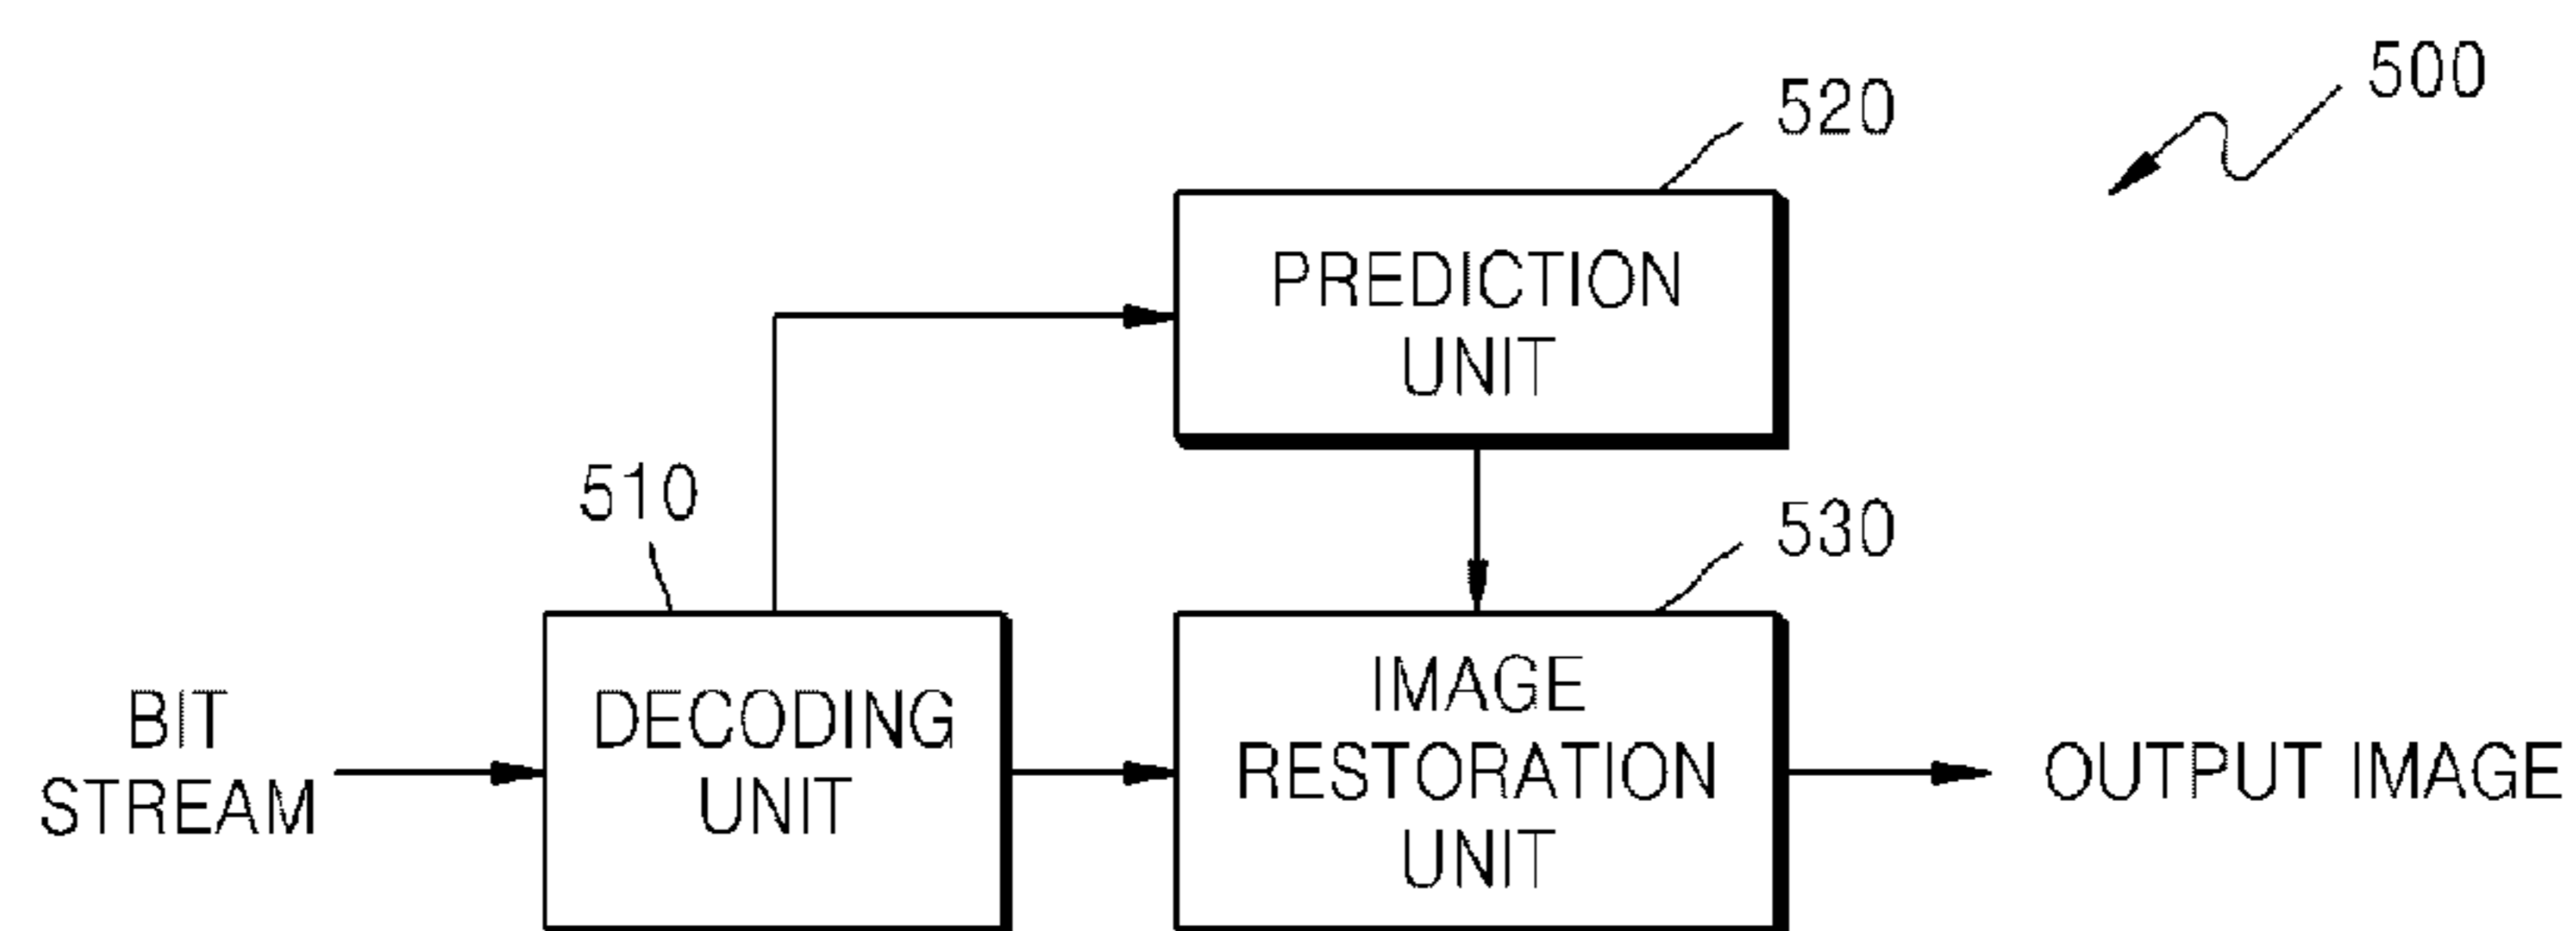 500
520
PREDICTION
UNIT
510
530
BIT
STREAM
DECODING
UNIT
IMAGE
RESTORATION
UNIT
OUTPUT IMAGE